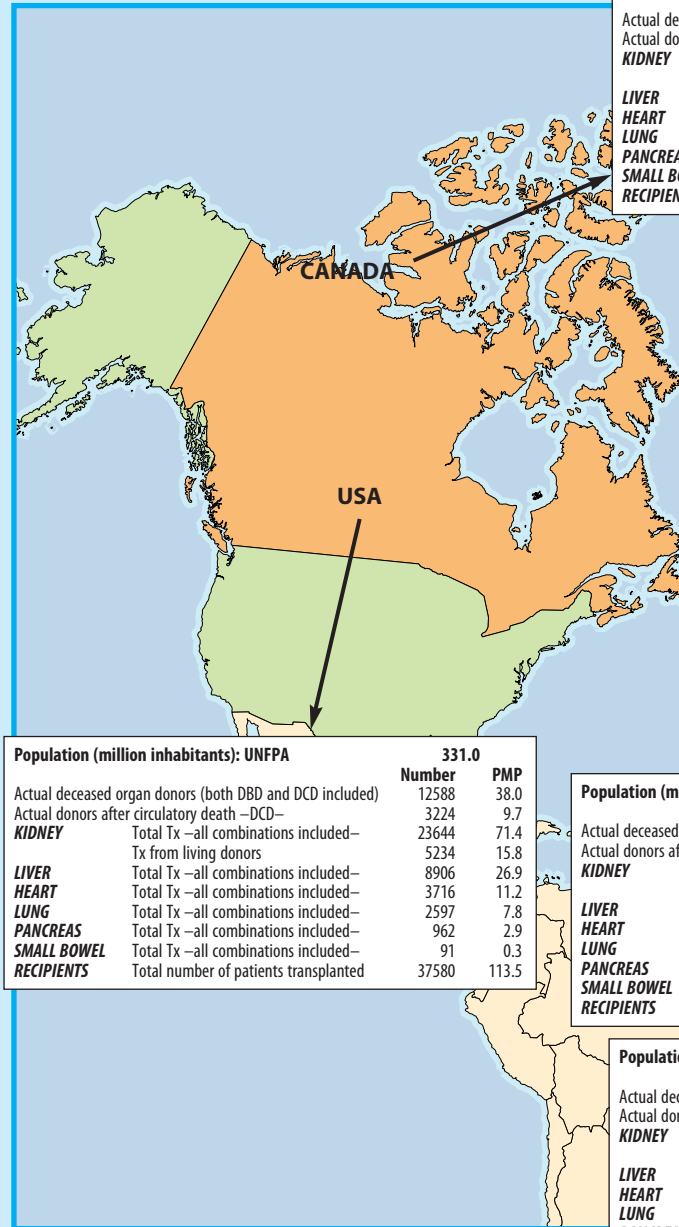 Actual de
Actual do
KIDNEY
LIVER
HEART
LUNG
PANCREA
SMALL BO
RECIPIEN
CANADA
USA
Population (million inhabitants): UNFPA 331.0
Number PMP
Actual deceased organ donors (both DBD and DCD included) 12588 38.0
Actual donors after circulatory death –DCD– 3224 9.7
KIDNEY Total Tx –all combinations included– 23644 71.4
Tx from living donors 5234 15.8
LIVER Total Tx –all combinations included– 8906 26.9
HEART Total Tx –all combinations included– 3716 11.2
LUNG Total Tx –all combinations included– 2597 7.8
PANCREAS Total Tx –all combinations included– 962 2.9
SMALL BOWEL Total Tx –all combinations included– 91 0.3
RECIPIENTS Total number of patients transplanted 37580 113.5
Population (m
Actual deceased
Actual donors af
KIDNEY
LIVER
HEART
LUNG
PANCREAS
SMALL BOWEL
RECIPIENTS
Populatio
Actual dec
Actual don
KIDNEY
LIVER
HEART
LUNG